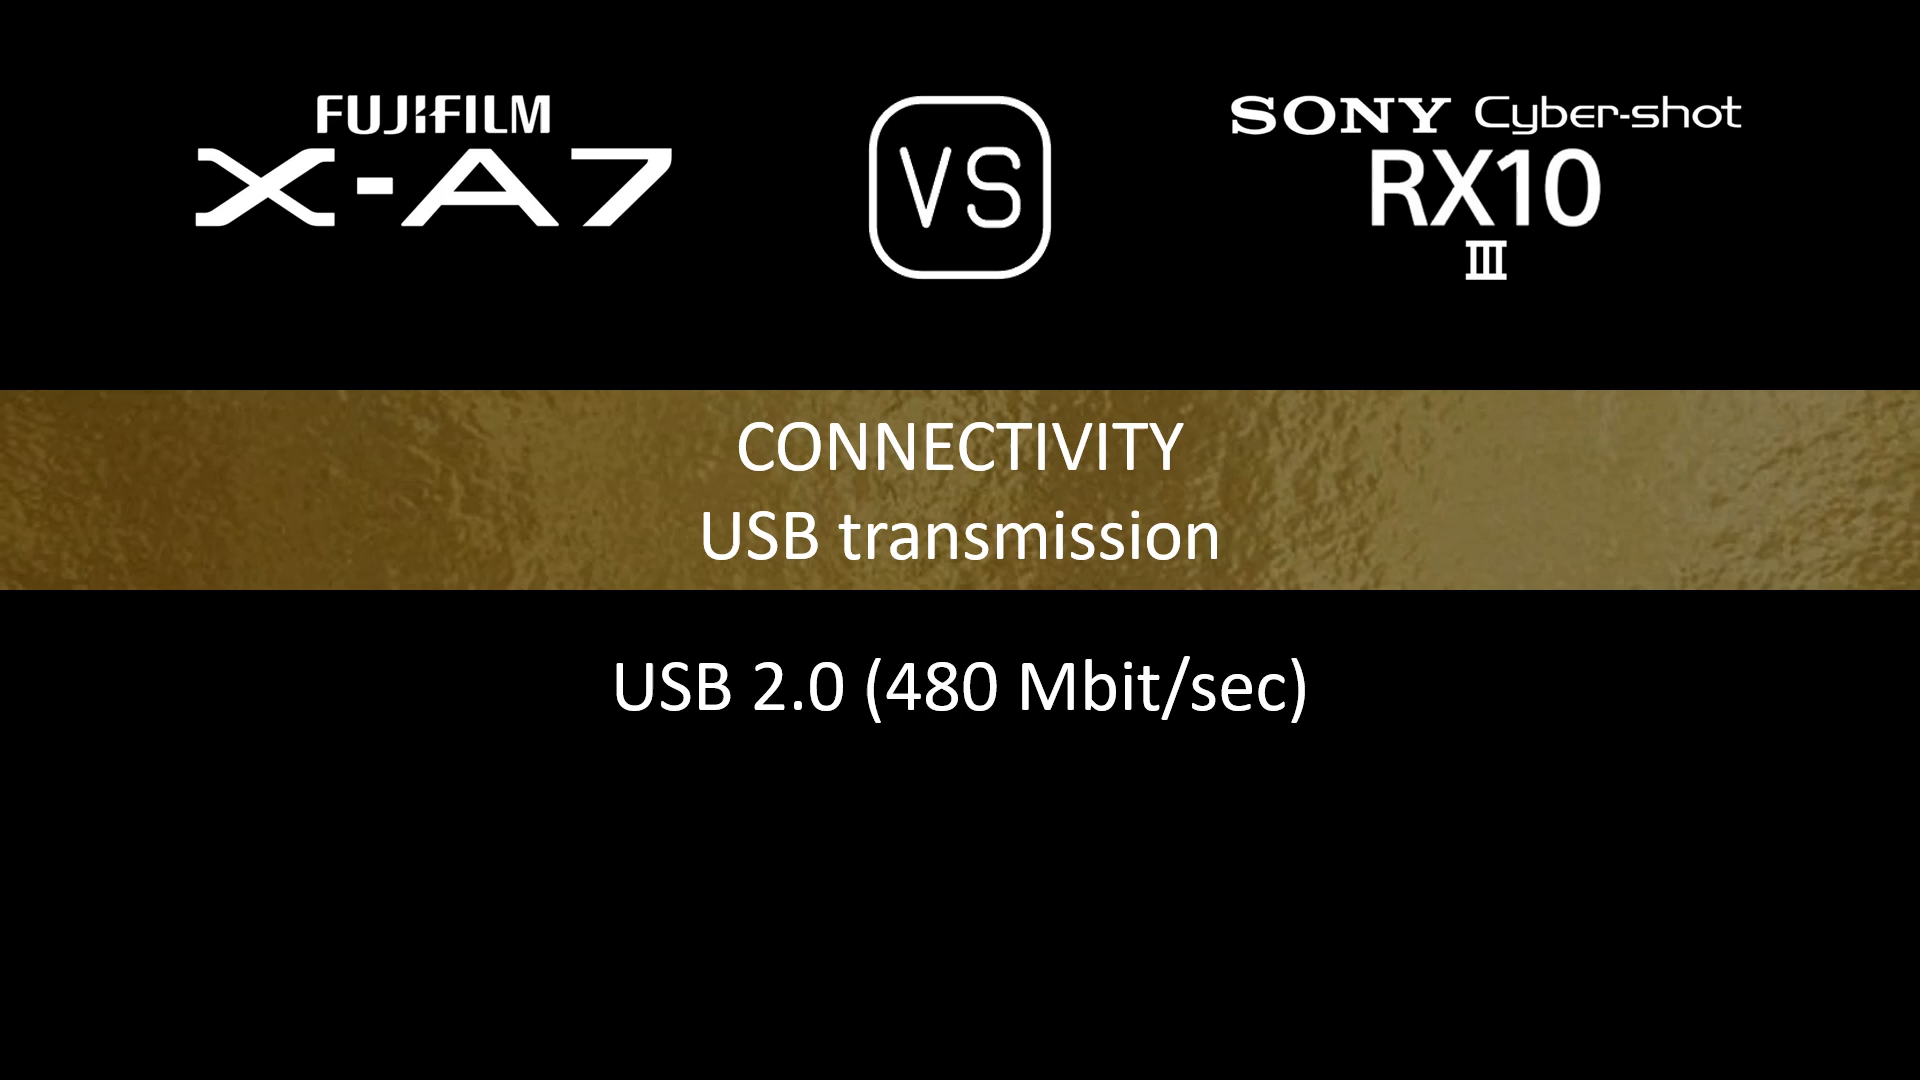 FUJIFILM
X-A7
VS
SONY Cyber-shot
RX10
III
CONNECTIVITY
USB transmission
USB 2.0 (480 Mbit/sec)